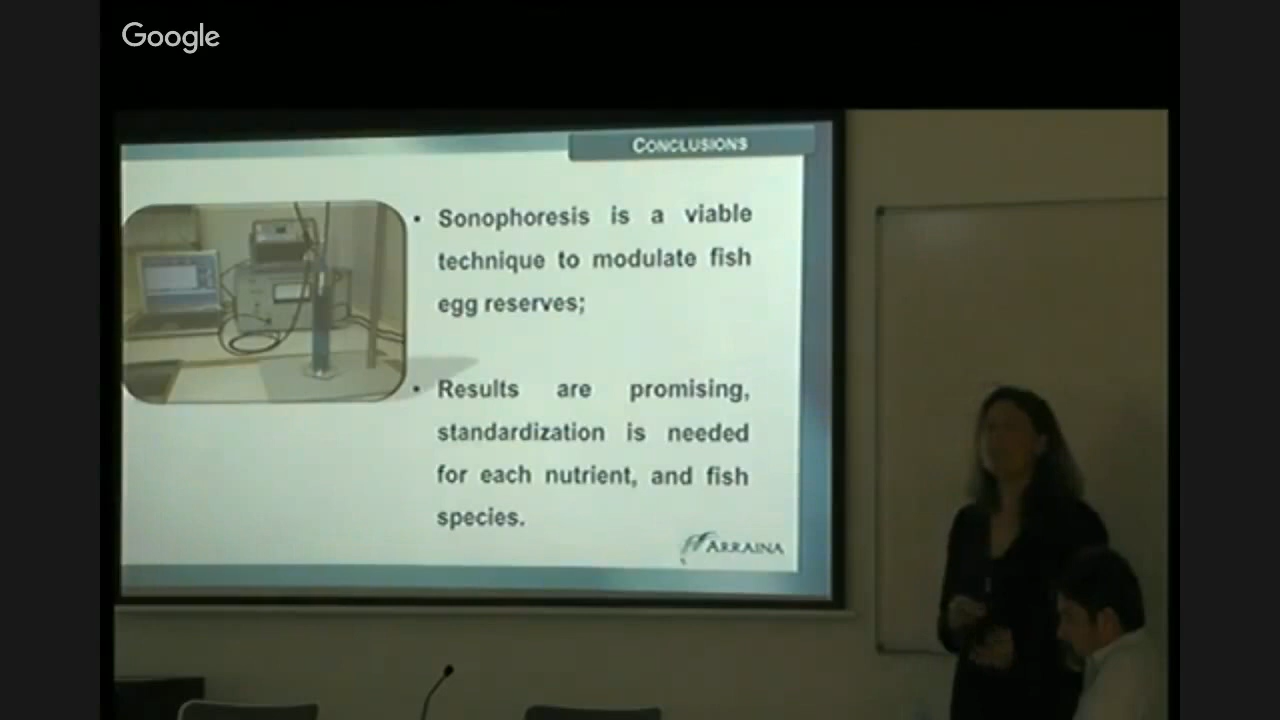 Google
CONCLUSIONS
• Sonophoresis is a viable
technique to modulate fish
egg reserves;
• Results are promising,
standardization is needed
for each nutrient, and fish
species.
ARRAINA